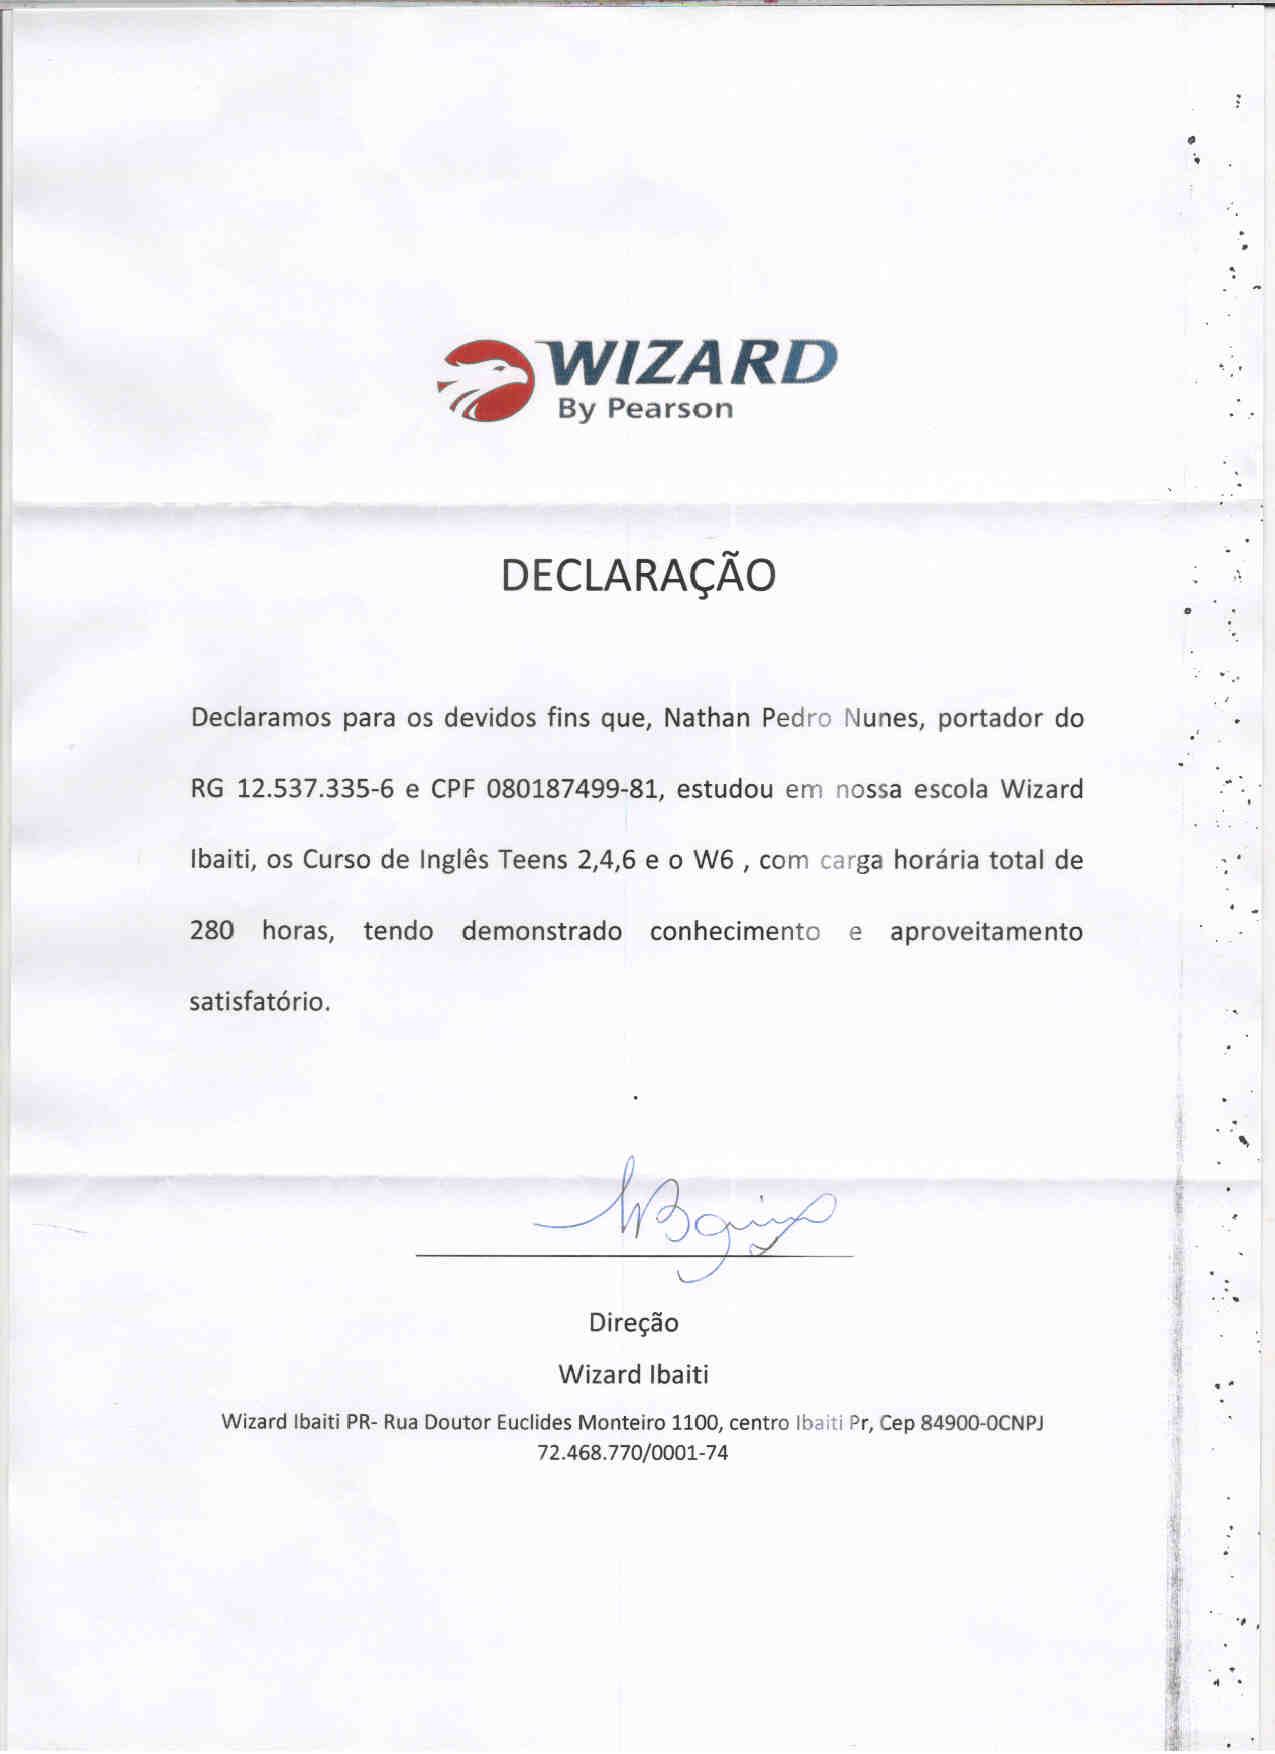 WIZARD
By Pearson
DECLARAÇÃO
Declaramos para os devidos fins que, Nathan Pedro Nunes, portador do
RG 12.537.335-6 e CPF 080187499-81, estudou em nossa escola Wizard
Ibaiti, os Curso de Inglês Teens 2,4,6 e o W6 , com carga horária total de
280 horas, tendo demonstrado conhecimento e aproveitamento
satisfatório.
Direção
Wizard Ibaiti
Wizard Ibaiti PR- Rua Doutor Euclides Monteiro 1100, centro Ibaiti Pr, Cep 84900-0CNPJ
72.468.770/0001-74